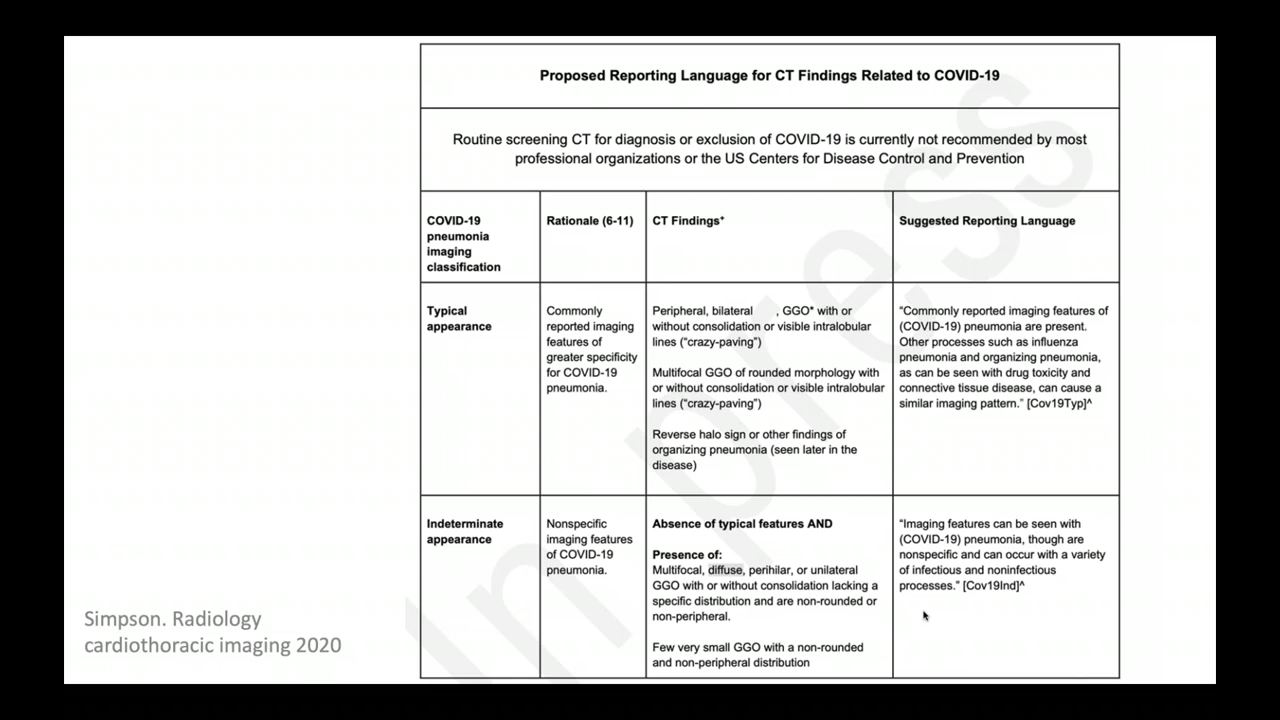 Proposed Reporting Language for CT Findings Related to COVID-19
Routine screening CT for diagnosis or exclusion of COVID-19 is currently not recommended by most
professional organizations or the US Centers for Disease Control and Prevention
COVID-19
pneumonia
imaging
classification
Rationale (6-11)
CT Findings*
Suggested Reporting Language
Typical
appearance
Commonly
reported imaging
features of
greater specificity
for COVID-19
pneumonia.
Peripheral, bilateral , GGO* with or
without consolidation or visible intralobular
lines (“crazy-paving”)
Multifocal GGO of rounded morphology with
or without consolidation or visible intralobular
lines (“crazy-paving”)
Reverse halo sign or other findings of
organizing pneumonia (seen later in the
disease)
“Commonly reported imaging features of
(COVID-19) pneumonia are present.
Other processes such as influenza
pneumonia and organizing pneumonia,
as can be seen with drug toxicity and
connective tissue disease, can cause a
similar imaging pattern.” [Cov19Typ]^
Indeterminate
appearance
Nonspecific
imaging features
of COVID-19
pneumonia.
Absence of typical features AND
Presence of:
Multifocal, diffuse, perihilar, or unilateral
GGO with or without consolidation lacking a
specific distribution and are non-rounded or
non-peripheral.
Few very small GGO with a non-rounded
and non-peripheral distribution
“Imaging features can be seen with
(COVID-19) pneumonia, though are
nonspecific and can occur with a variety
of infectious and noninfectious
processes.” [Cov19Ind]^
In press
Simpson. Radiology
cardiothoracic imaging 2020